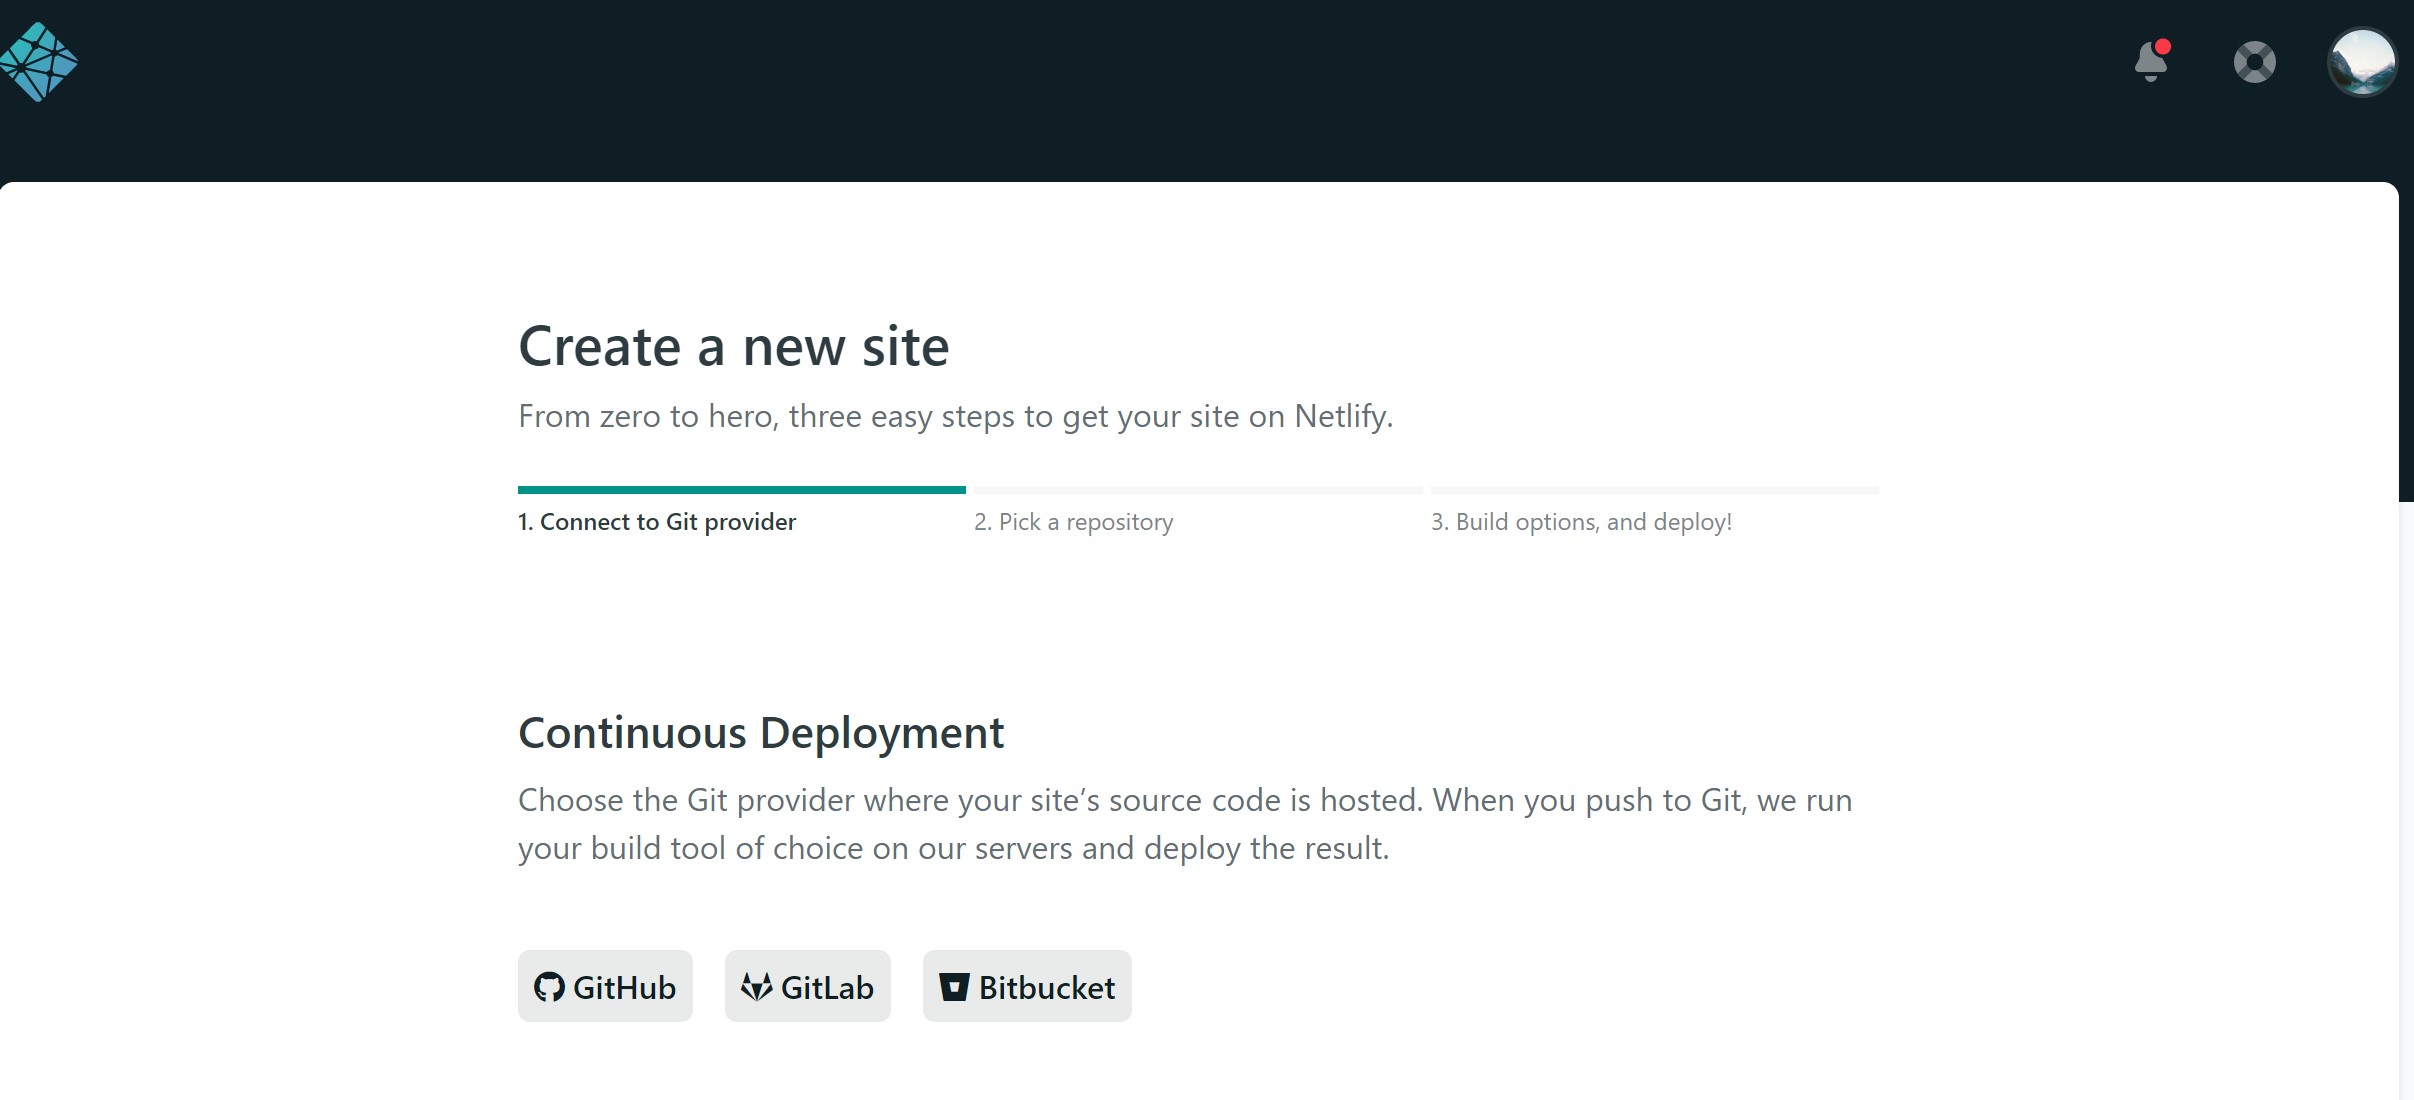 Create a new site
From zero to hero, three easy steps to get your site on Netlify.
1. Connect to Git provider
2. Pick a repository
3. Build options, and deploy!
Continuous Deployment
Choose the Git provider where your site’s source code is hosted. When you push to Git, we run
your build tool of choice on our servers and deploy the result.
GitHub
GitLab
Bitbucket